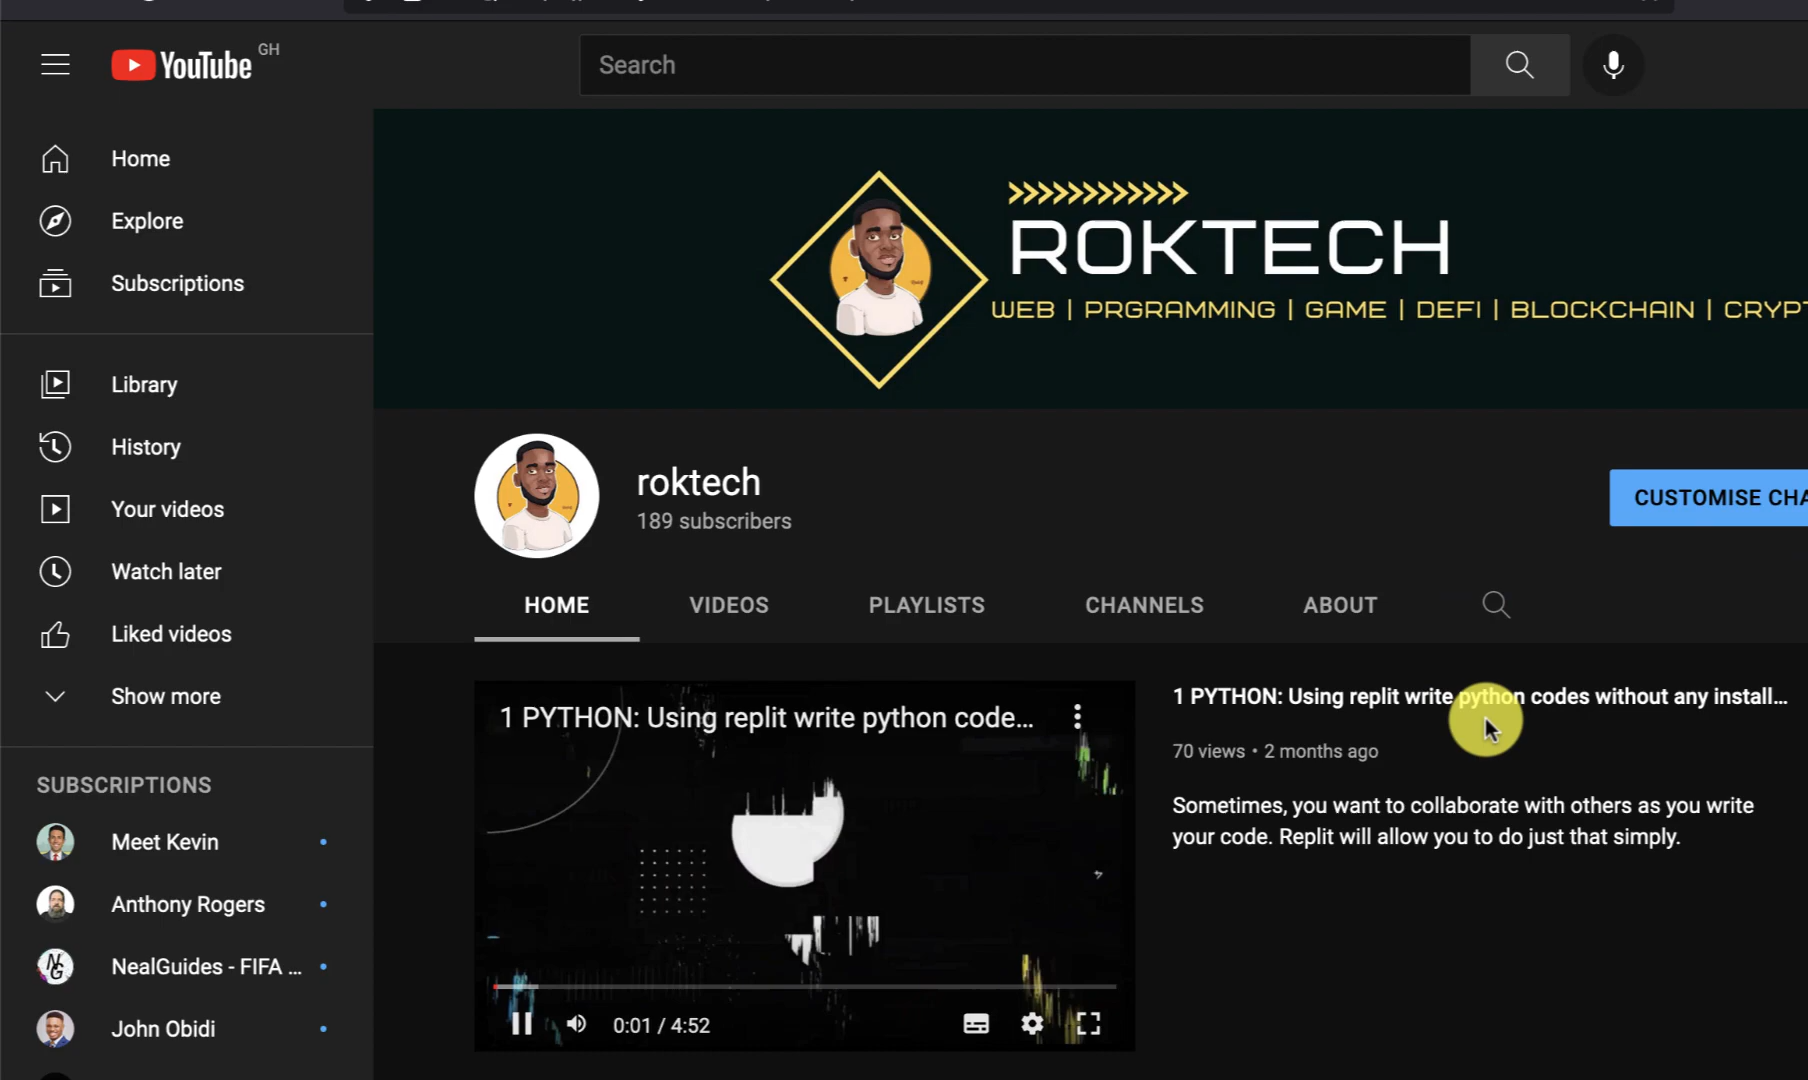 YouTube GH
Search
Home
Explore
Subscriptions
Library
History
Your videos
Watch later
Liked videos
Show more
SUBSCRIPTIONS
Meet Kevin
Anthony Rogers
NG
NealGuides - FIFA ...
John Obidi
ROKTECH
WEB | PRGRAMMING | GAME | DEFI | BLOCKCHAIN | CRYPT
roktech
189 subscribers
CUSTOMISE CHA
HOME VIDEOS PLAYLISTS CHANNELS ABOUT
1 PYTHON: Using replit write python code...
0:01 / 4:52
1 PYTHON: Using replit write python codes without any install...
70 views • 2 months ago
Sometimes, you want to collaborate with others as you write
your code. Replit will allow you to do just that simply.